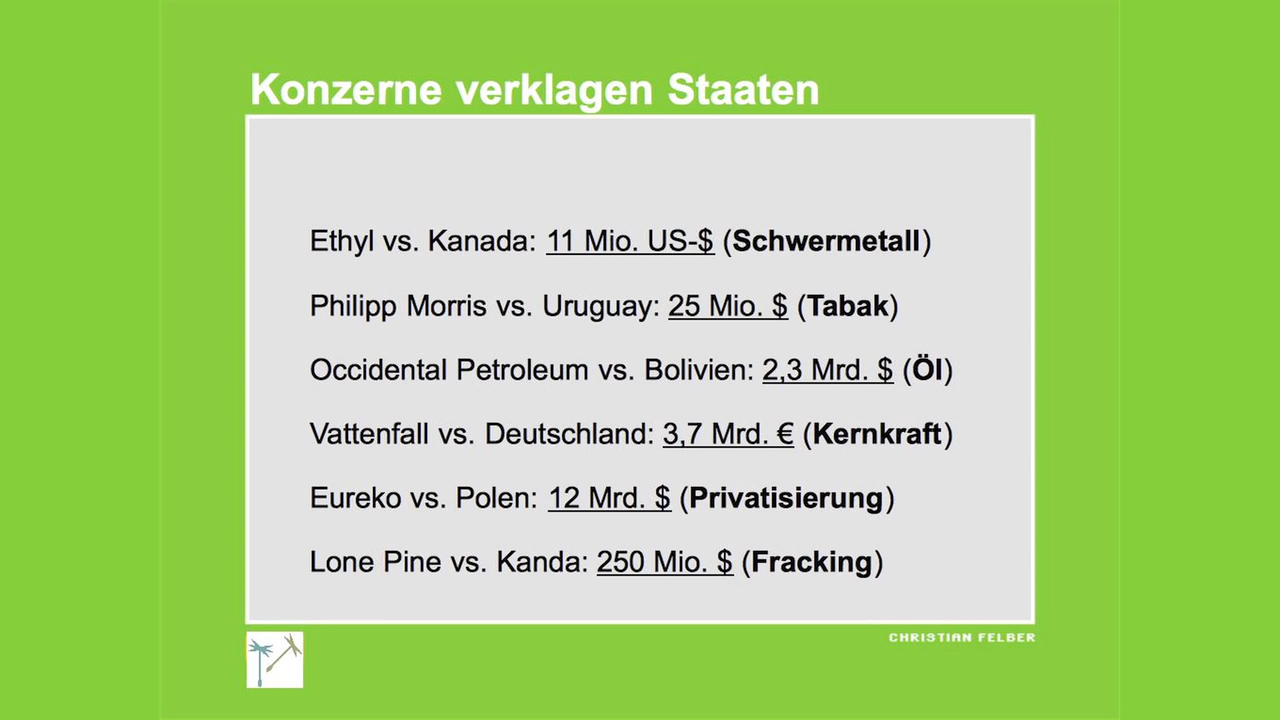 Konzerne verklagen Staaten
Ethyl vs. Kanada: 11 Mio. US-$ (Schwermetall)
Philipp Morris vs. Uruguay: 25 Mio. $ (Tabak)
Occidental Petroleum vs. Bolivien: 2,3 Mrd. $ (Öl)
Vattenfall vs. Deutschland: 3,7 Mrd. € (Kernkraft)
Eureko vs. Polen: 12 Mrd. $ (Privatisierung)
Lone Pine vs. Kanda: 250 Mio. $ (Fracking)
CHRISTIAN FELBER